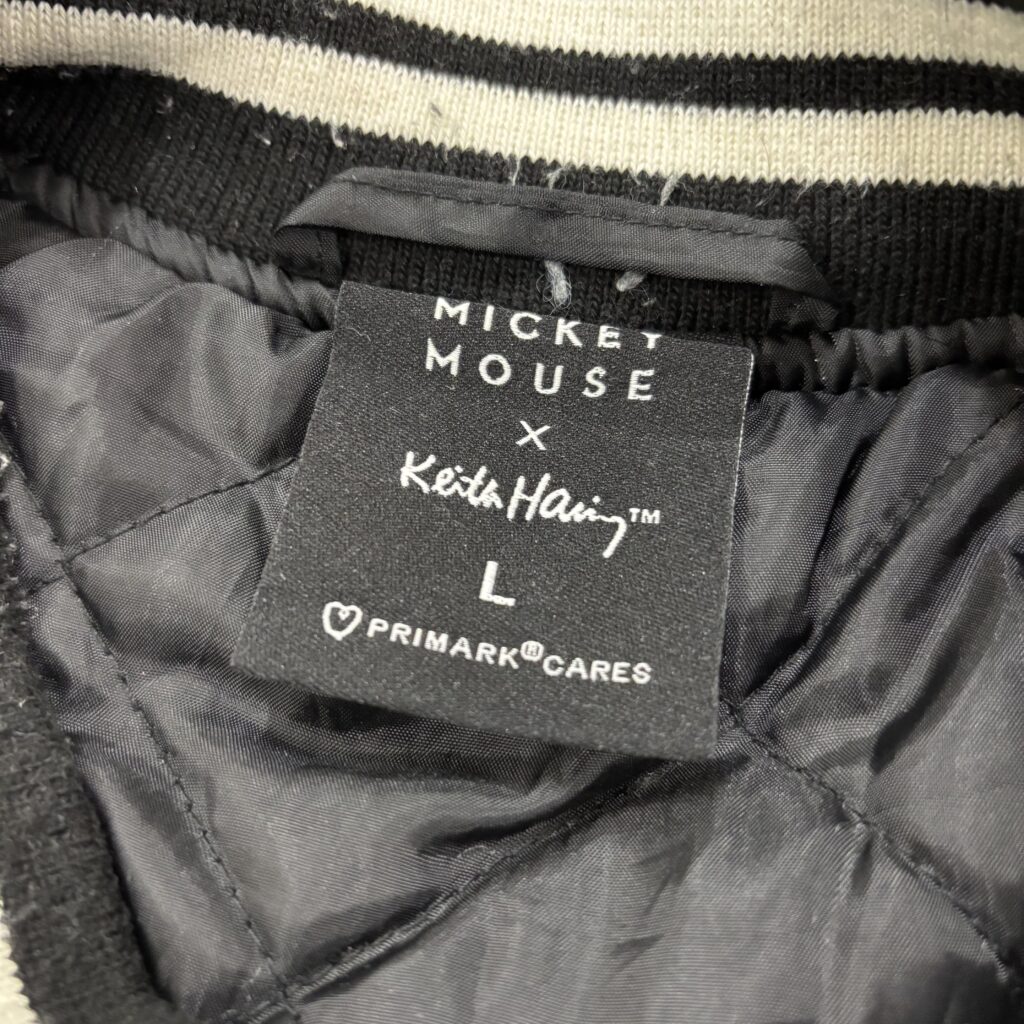 MICKEY
MOUSE
x
Keith Haring™
L
PRIMARK® CARES